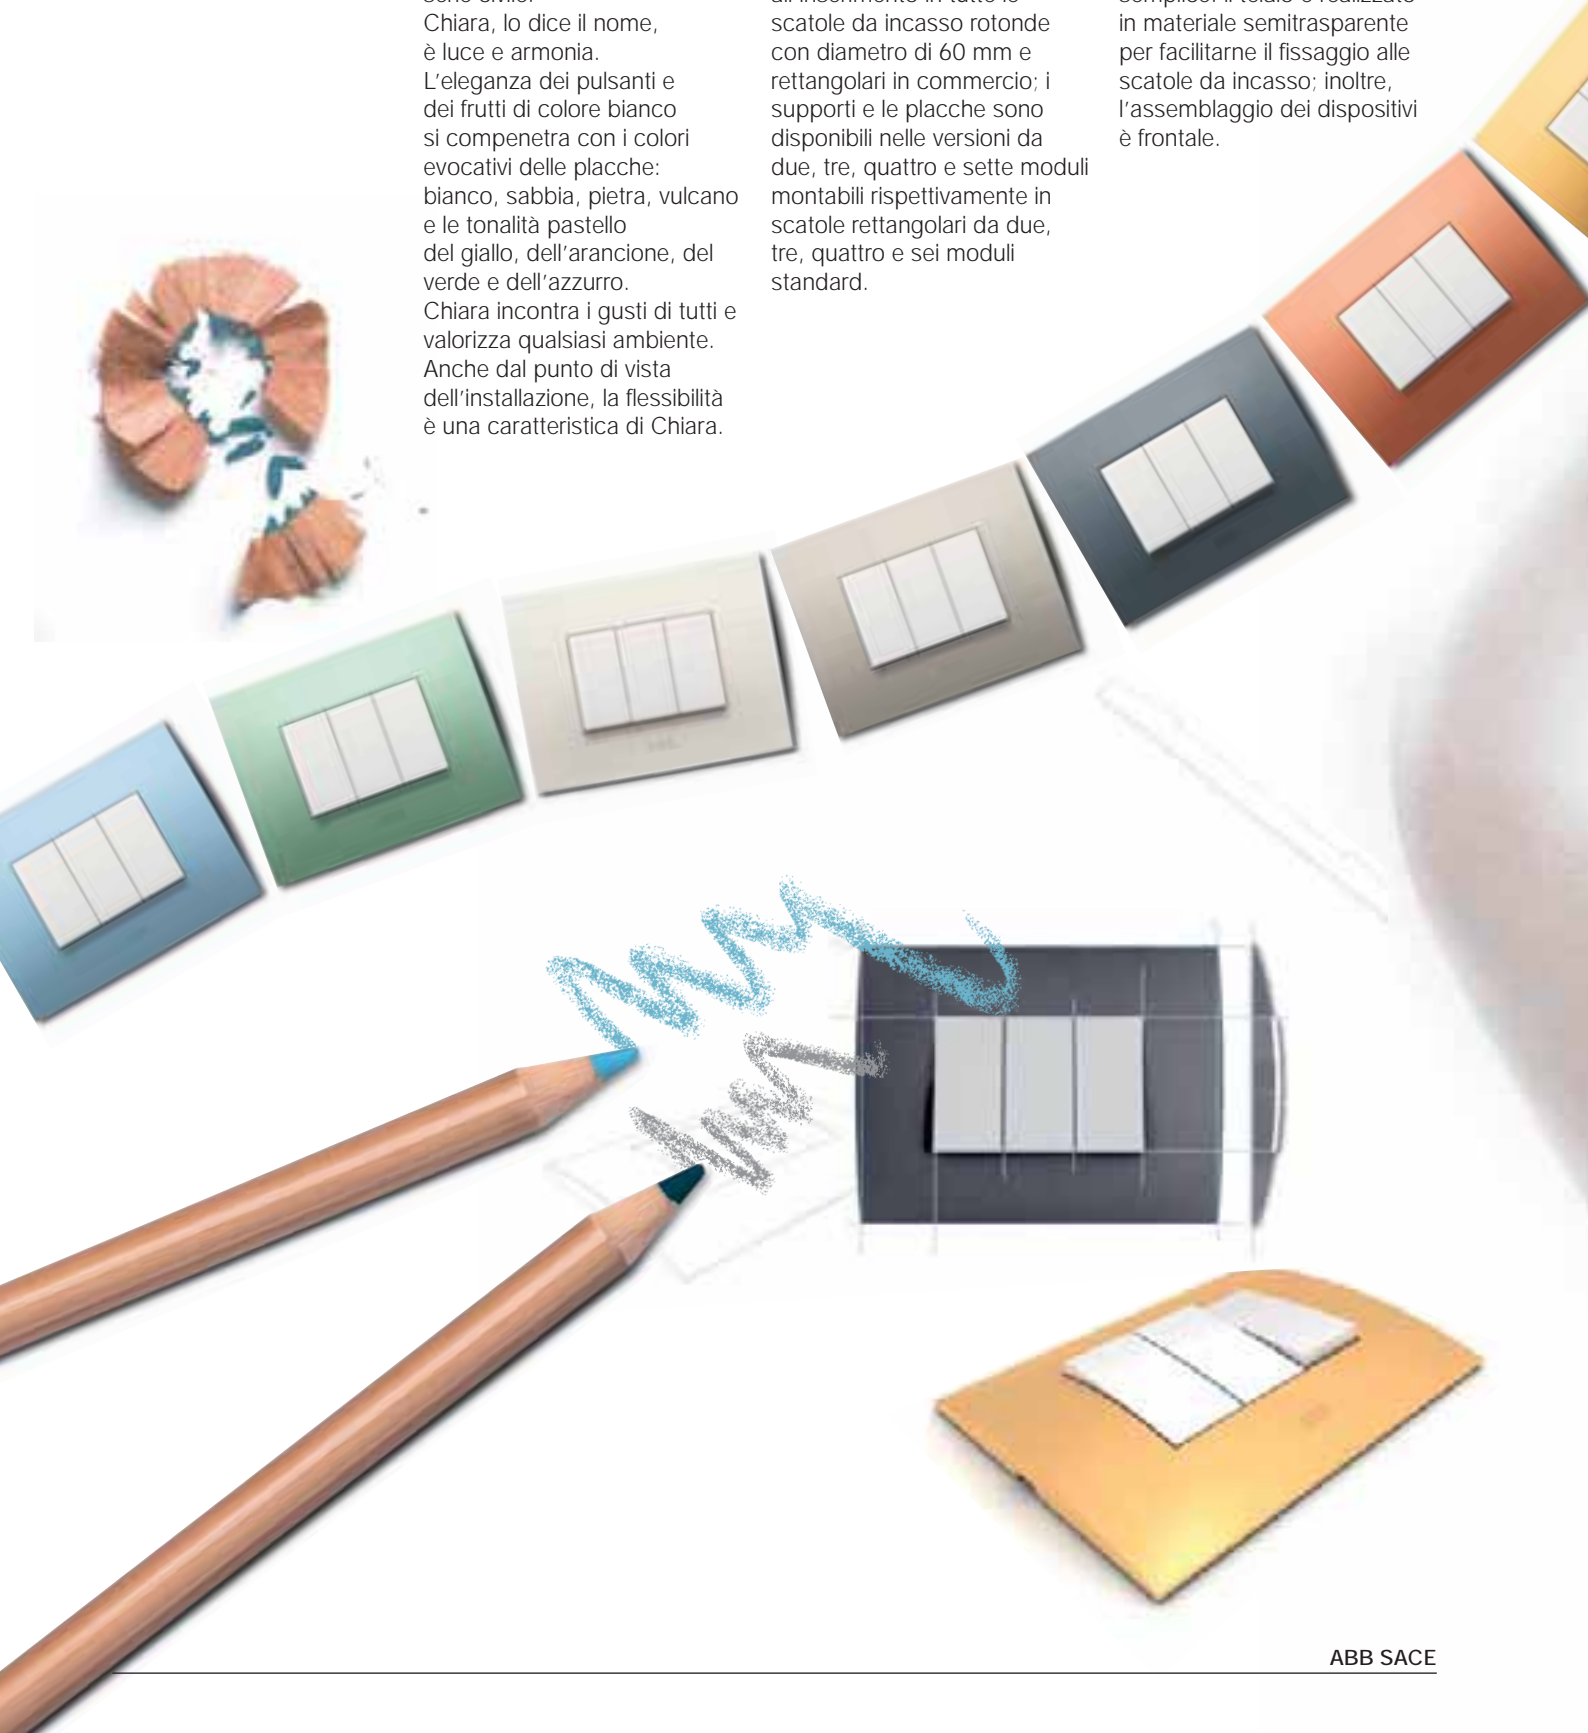 Chiara, lo dice il nome,
è luce e armonia.
L'eleganza dei pulsanti e
dei frutti di colore bianco
si compenetra con i colori
evocativi delle placche:
bianco, sabbia, pietra, vulcano
e le tonalità pastello
del giallo, dell'arancione, del
verde e dell'azzurro.
Chiara incontra i gusti di tutti e
valorizza qualsiasi ambiente.
Anche dal punto di vista
dell'installazione, la flessibilità
è una caratteristica di Chiara.
scatole da incasso rotonde
con diametro di 60 mm e
rettangolari in commercio; i
supporti e le placche sono
disponibili nelle versioni da
due, tre, quattro e sette moduli
montabili rispettivamente in
scatole rettangolari da due,
tre, quattro e sei moduli
standard.
in materiale semitrasparente
per facilitarne il fissaggio alle
scatole da incasso; inoltre,
l'assemblaggio dei dispositivi
è frontale.
ABB SACE